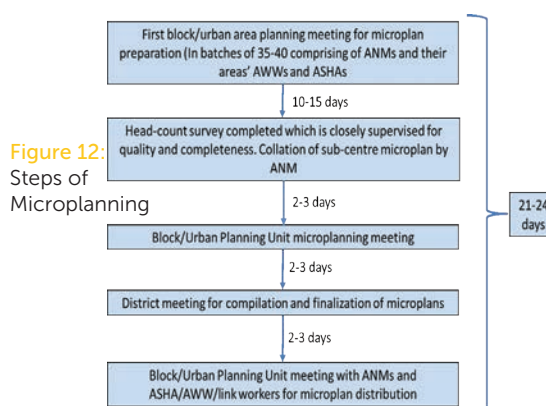 First block/urban area planning meeting for microplan
preparation (In batches of 35-40 comprising of ANMs and their
areas' AWWs and ASHAs
10-15 days
Head-count survey completed which is closely supervised for
quality and completeness. Collation of sub-centre microplan by
ANM
Figure 12:
Steps of
Microplanning
2-3 days
Block/Urban Planning Unit microplanning meeting
21-24
days
2-3 days
District meeting for compilation and finalization of microplans
2-3 days
Block/Urban Planning Unit meeting with ANMs and
ASHA/AWW/link workers for microplan distribution